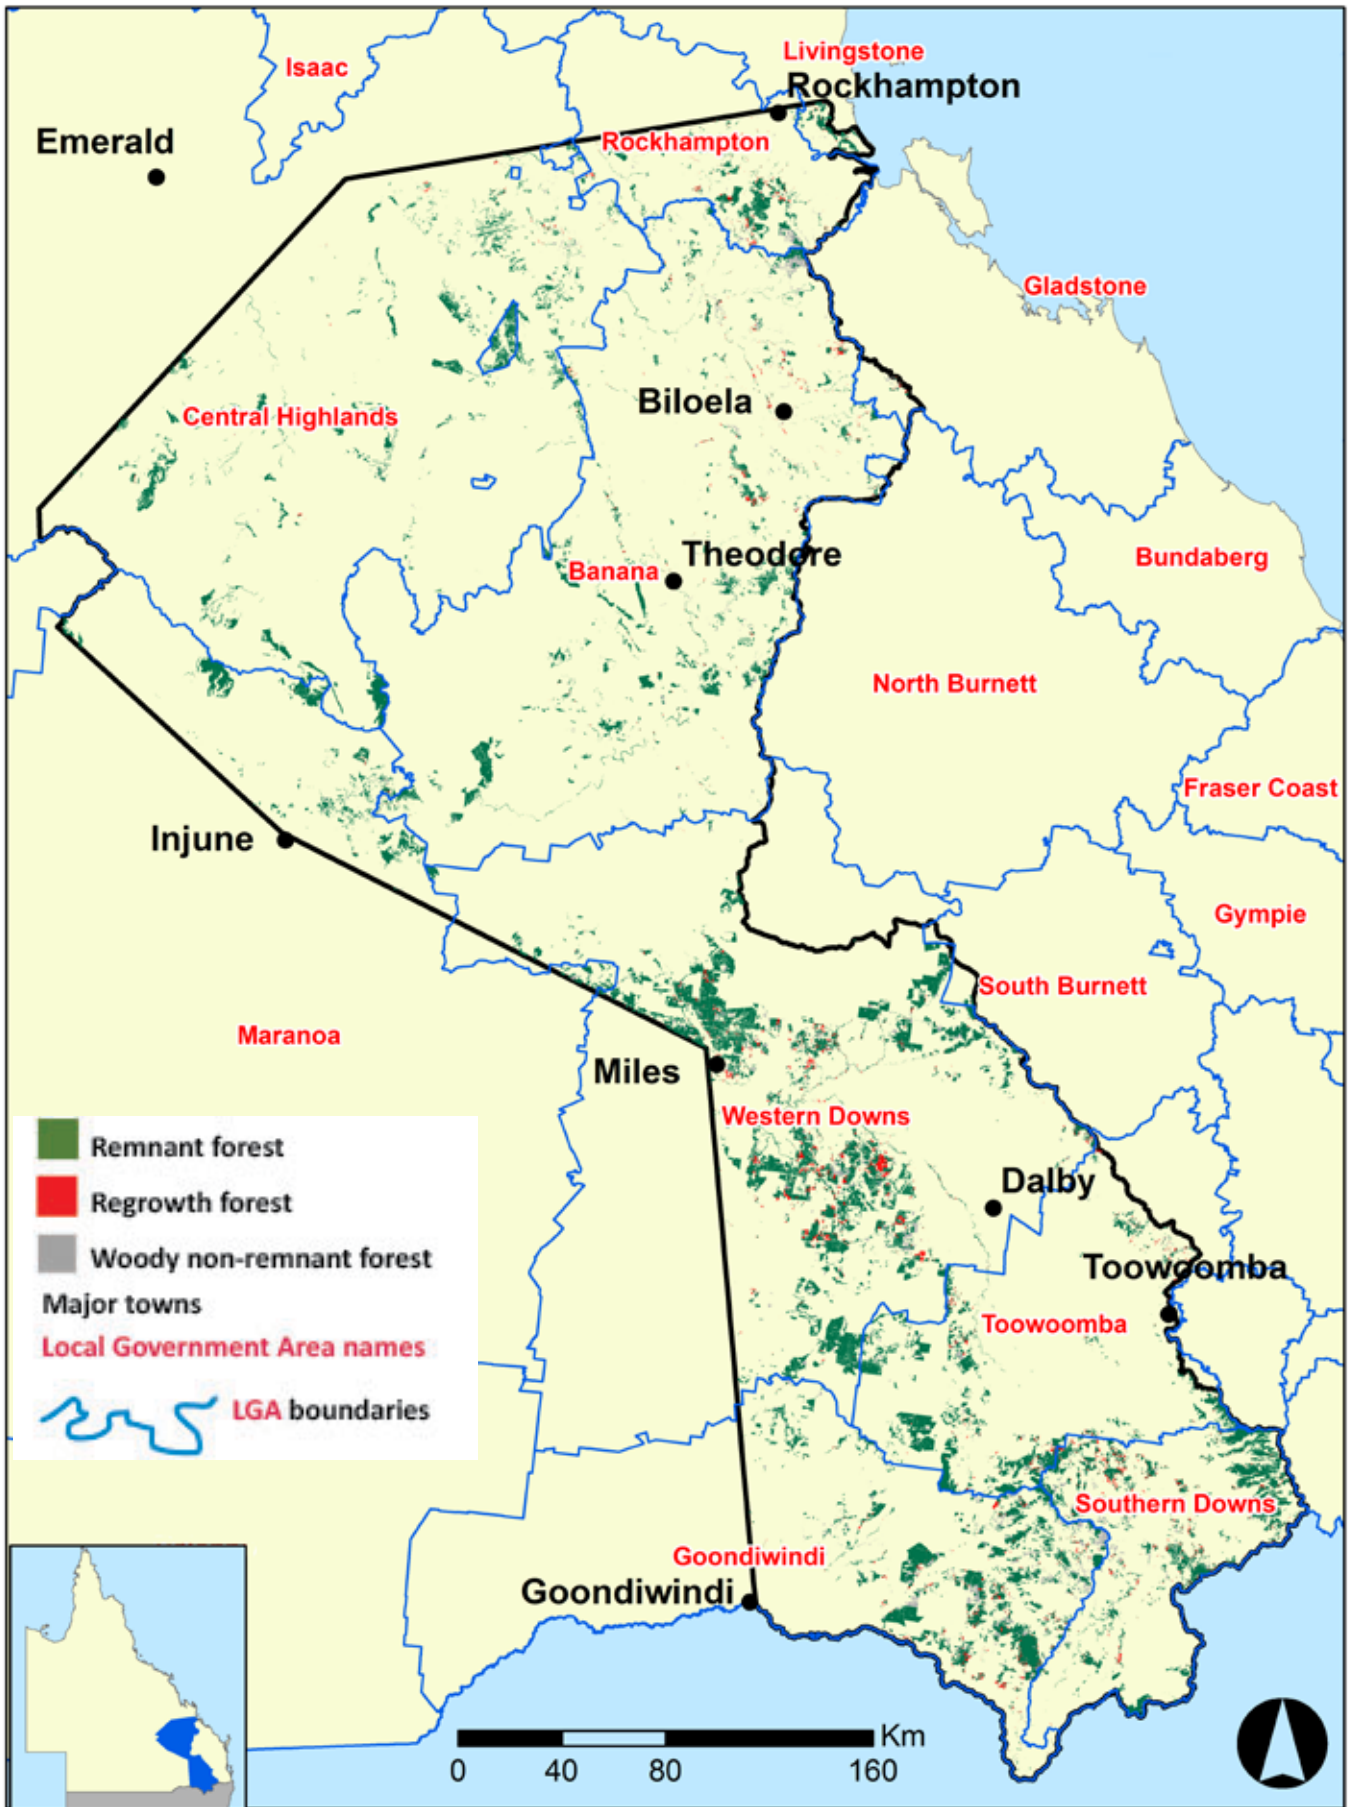 Livingstone
Isaac
Rockhampton
Emerald
Rockhampton
Gladstone
Biloela
Central Highlands
Theodore
Banana
Bundaberg
North Burnett
Fraser Coast
Injune
Gympie
South Burnett
Maranoa
Miles
Western Downs
Dalby
Toowoomba
Toowoomba
Southern Downs
Goondiwindi
Goondiwindi
Remnant forest
Regrowth forest
Woody non-remnant forest
Major towns
Local Government Area names
LGA boundaries
Km
0 40 80 160